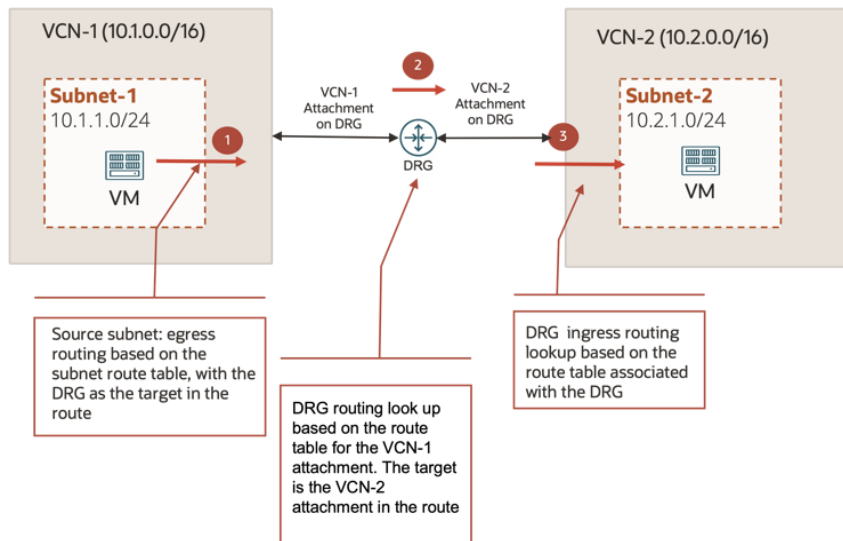 VCN-1 (10.1.0.0/16)
Subnet-1
10.1.1.0/24
VM
1
VCN-1
Attachment
on DRG
2
DRG
VCN-2
Attachment
on DRG
VCN-2 (10.2.0.0/16)
3
Subnet-2
10.2.1.0/24
VM
Source subnet: egress
routing based on the
subnet route table, with the
DRG as the target in the
route
DRG routing look up
based on the route
table for the VCN-1
attachment. The target
is the VCN-2
attachment in the route
DRG  ingress routing
lookup based on the
route table associated
with the DRG